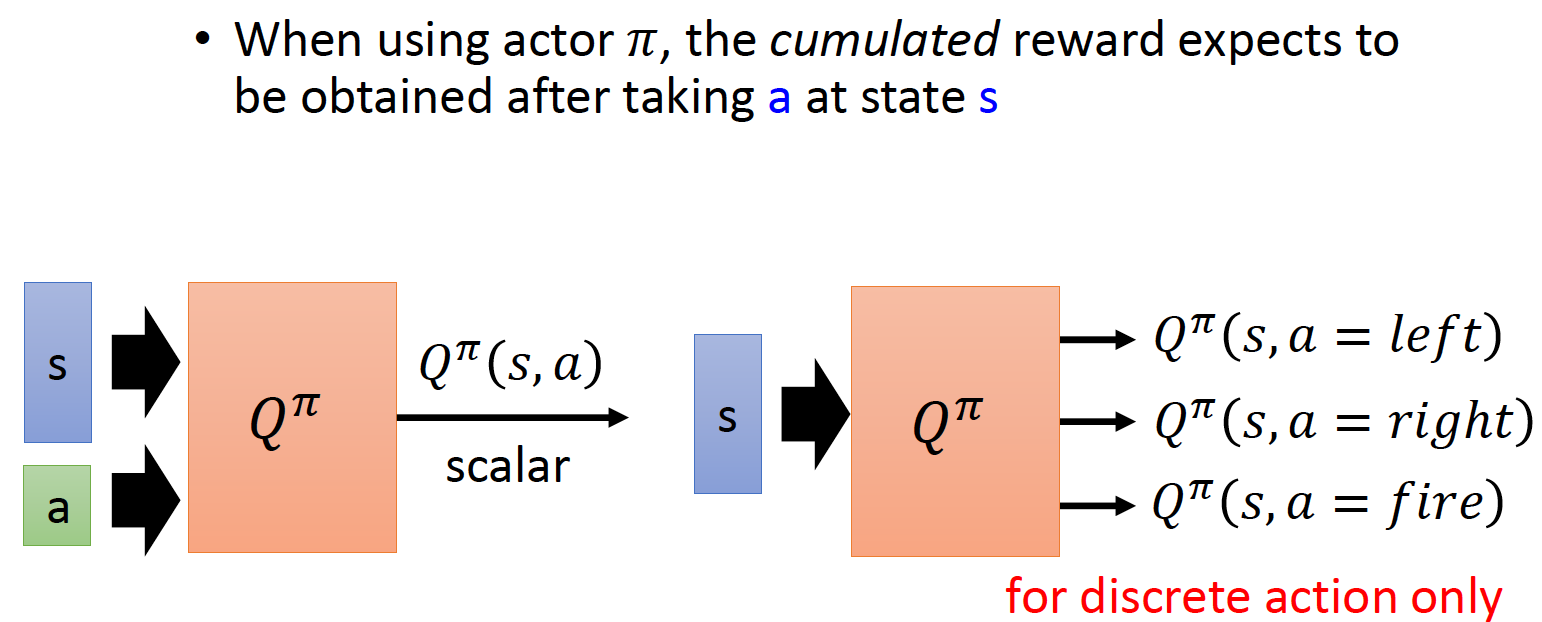 • When using actor π, the cumulated reward expects to
be obtained after taking a at state s
s
a
Q^π
Q^π(s, a)
scalar
s
Q^π
Q^π(s, a = left)
Q^π(s, a = right)
Q^π(s, a = fire)
for discrete action only